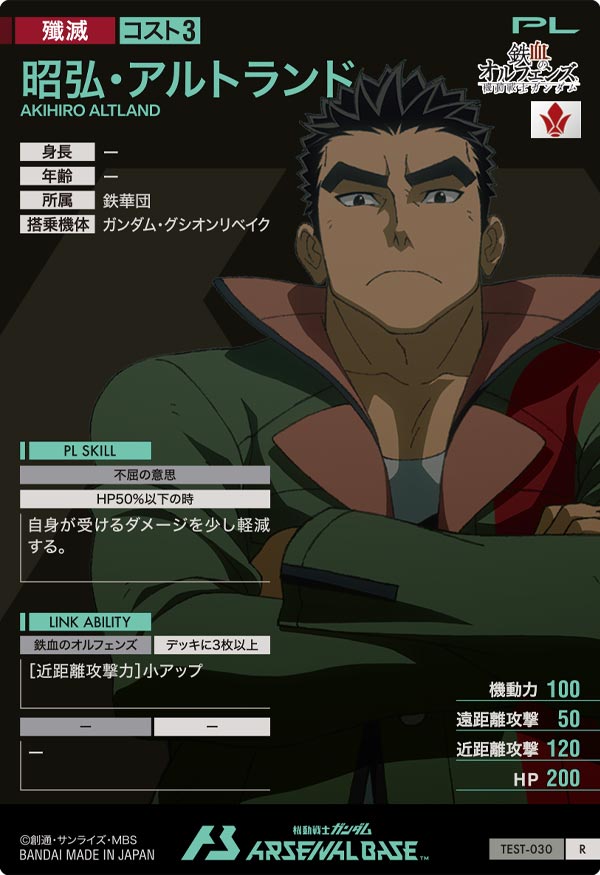 殲滅 コスト3 PL
昭弘・アルトランド
AKIHIRO ALTLAND
鉄血の
オルフェンズ
機動戦士ガンダム
身長 ー
年齢 ー
所属 鉄華団
搭乗機体 ガンダム・グシオンリベイク
PL SKILL
不屈の意思
HP50%以下の時
自身が受けるダメージを少し軽減
する。
LINK ABILITY
鉄血のオルフェンズ デッキに3枚以上
[近距離攻撃力]小アップ
ー ー
ー
機動力 100
遠距離攻撃 50
近距離攻撃 120
HP 200
©創通・サンライズ・MBS
BANDAI MADE IN JAPAN
機動戦士ガンダム
ARSENAL BASE™
TEST-030 R